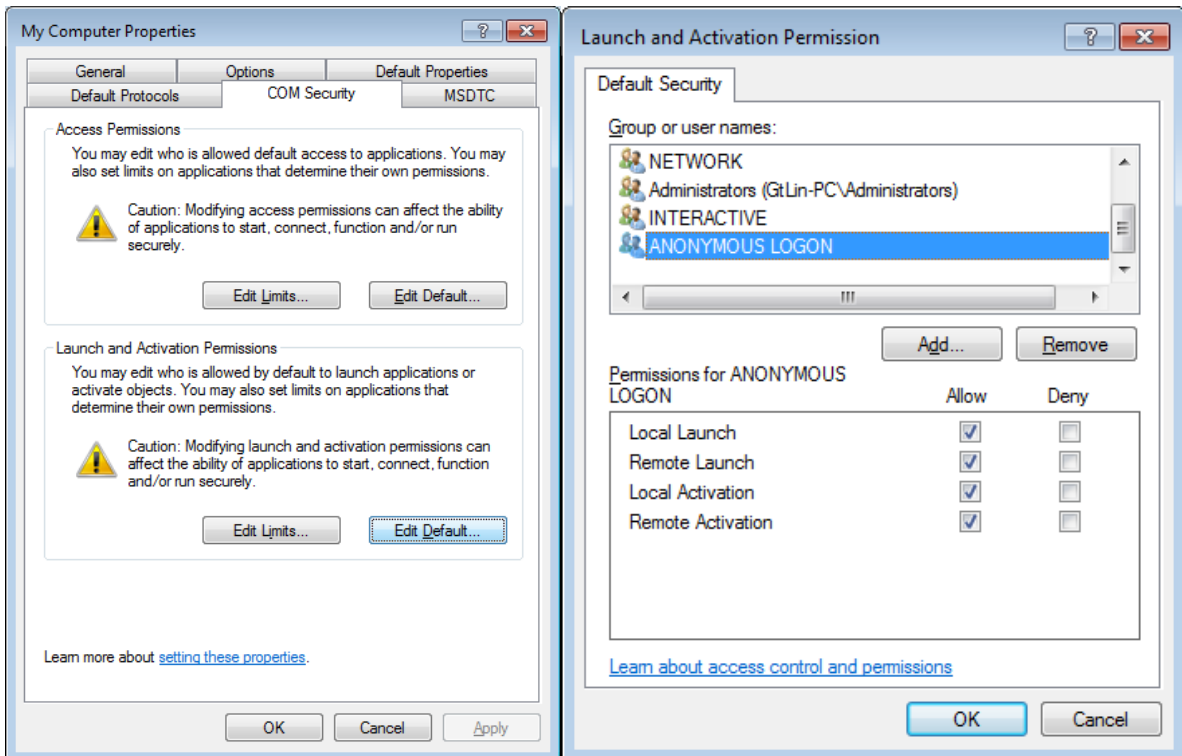 My Computer Properties
General Options Default Properties
Default Protocols COM Security MSDTC
Access Permissions
You may edit who is allowed default access to applications. You may
also set limits on applications that determine their own permissions.
Caution: Modifying access permissions can affect the ability
of applications to start, connect, function and/or run
securely.
Edit Limits... Edit Default...
Launch and Activation Permissions
You may edit who is allowed by default to launch applications or
activate objects. You may also set limits on applications that
determine their own permissions.
Caution: Modifying launch and activation permissions can
affect the ability of applications to start, connect, function
and/or run securely.
Edit Limits... Edit Default...
Learn more about setting these properties.
OK Cancel Apply
Launch and Activation Permission
Default Security
Group or user names:
NETWORK
Administrators (GtLin-PC\Administrators)
INTERACTIVE
ANONYMOUS LOGON
Add... Remove
Permissions for ANONYMOUS
LOGON Allow Deny
Local Launch
Remote Launch
Local Activation
Remote Activation
Learn about access control and permissions
OK Cancel